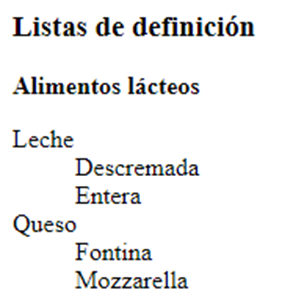 Listas de definición
Alimentos lácteos
Leche
Descremada
Entera
Queso
Fontina
Mozzarella